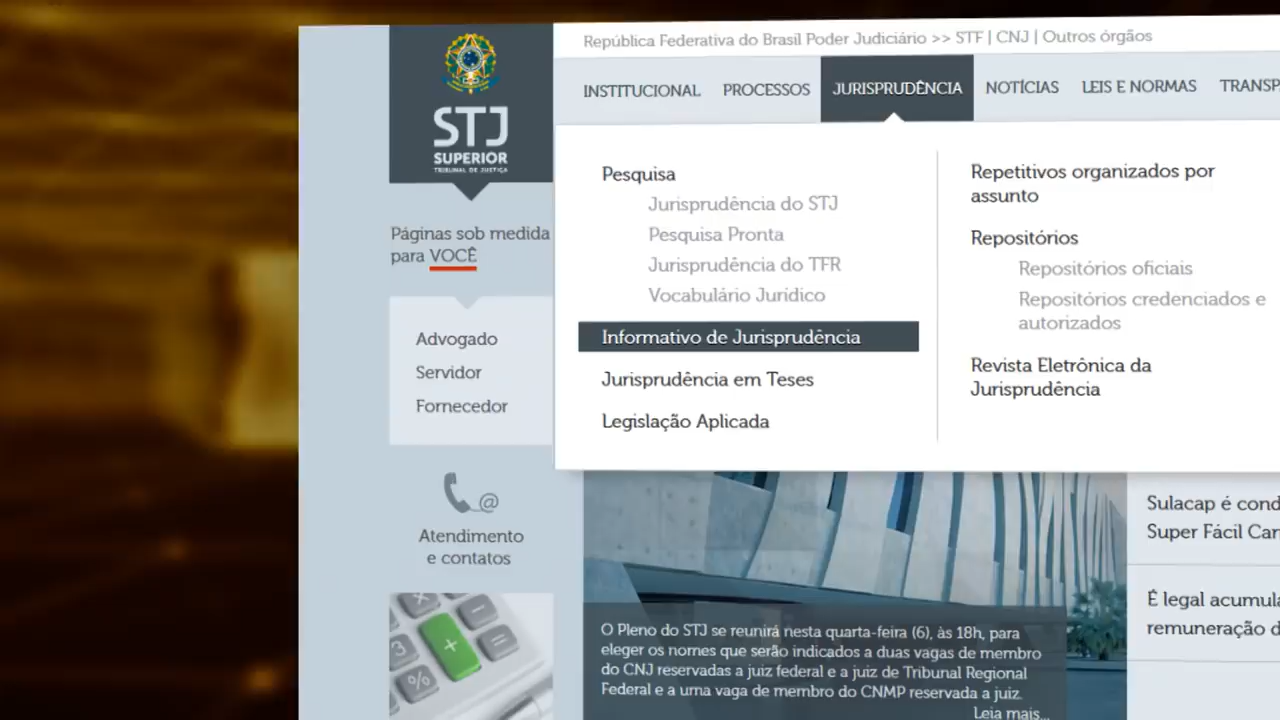 República Federativa do Brasil Poder Judiciário >> STF | CNJ | Outros órgãos
INSTITUCIONAL PROCESSOS JURISPRUDÊNCIA NOTÍCIAS LEIS E NORMAS
STJ
SUPERIOR
TRIBUNAL DE JUSTIÇA
Páginas sob medida
para VOCÊ
Advogado
Servidor
Fornecedor
Atendimento
e contatos
Pesquisa
Jurisprudência do STJ
Pesquisa Pronta
Jurisprudência do TFR
Vocabulário Jurídico
Informativo de Jurisprudência
Jurisprudência em Teses
Legislação Aplicada
Repetitivos organizados por
assunto
Repositórios
Repositórios oficiais
Repositórios credenciados e
autorizados
Revista Eletrônica da
Jurisprudência
O Pleno do STJ se reunirá nesta quarta-feira (6), às 18h, para
eleger os nomes que serão indicados a duas vagas de membro
do CNJ reservadas a juiz federal e a juiz de Tribunal Regional
Federal e a uma vaga de membro do CNMP reservada a juiz.
Leia mais...
Sulacap é
Super Fácil
É legal
remuneração